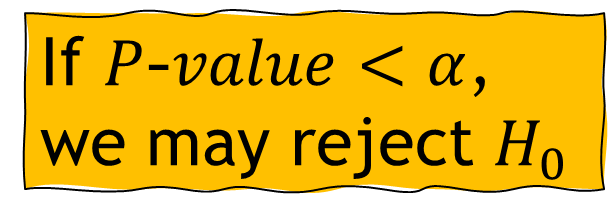 If P-value < α,
we may reject H₀